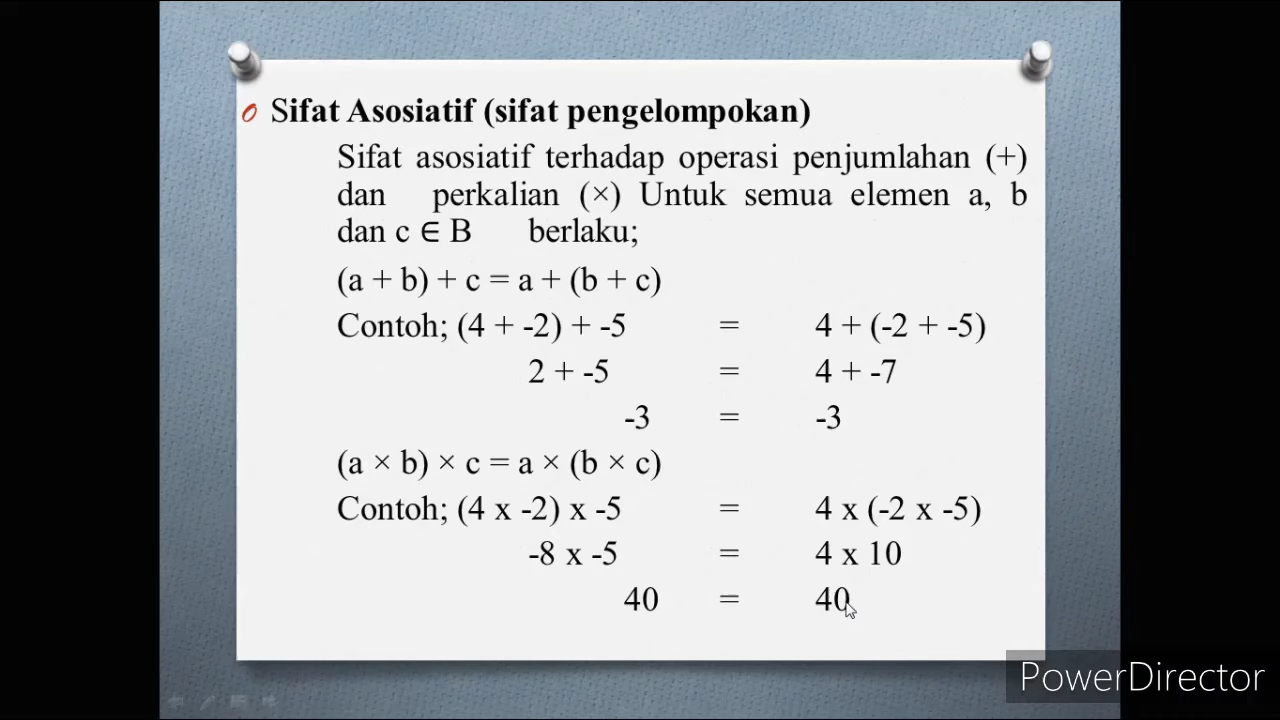 Sifat Asosiatif (sifat pengelompokan)
Sifat asosiatif terhadap operasi penjumlahan (+)
dan perkalian (×) Untuk semua elemen a, b
dan c ∈ B berlaku;
(a + b) + c = a + (b + c)
Contoh; (4 + -2) + -5 = 4 + (-2 + -5)
2 + -5 = 4 + -7
-3 = -3
(a × b) × c = a × (b × c)
Contoh; (4 x -2) x -5 = 4 x (-2 x -5)
-8 x -5 = 4 x 10
40 = 40
PowerDirector